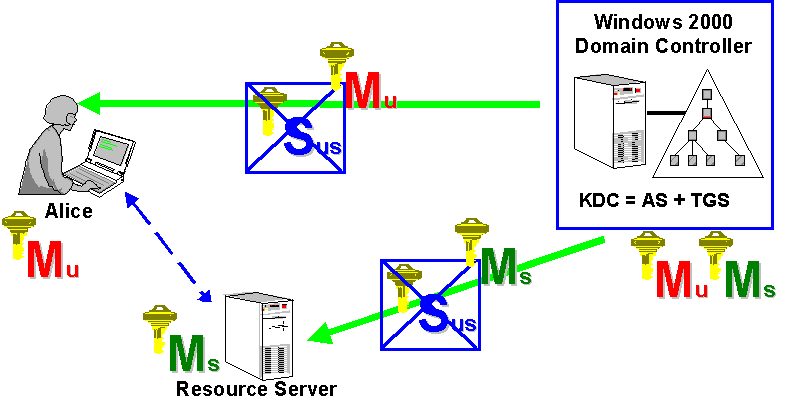 Windows 2000
Domain Controller
Mu
Sus
KDC = AS + TGS
Alice
Mu
Ms
Mu
Ms
Sus
Ms
Resource Server